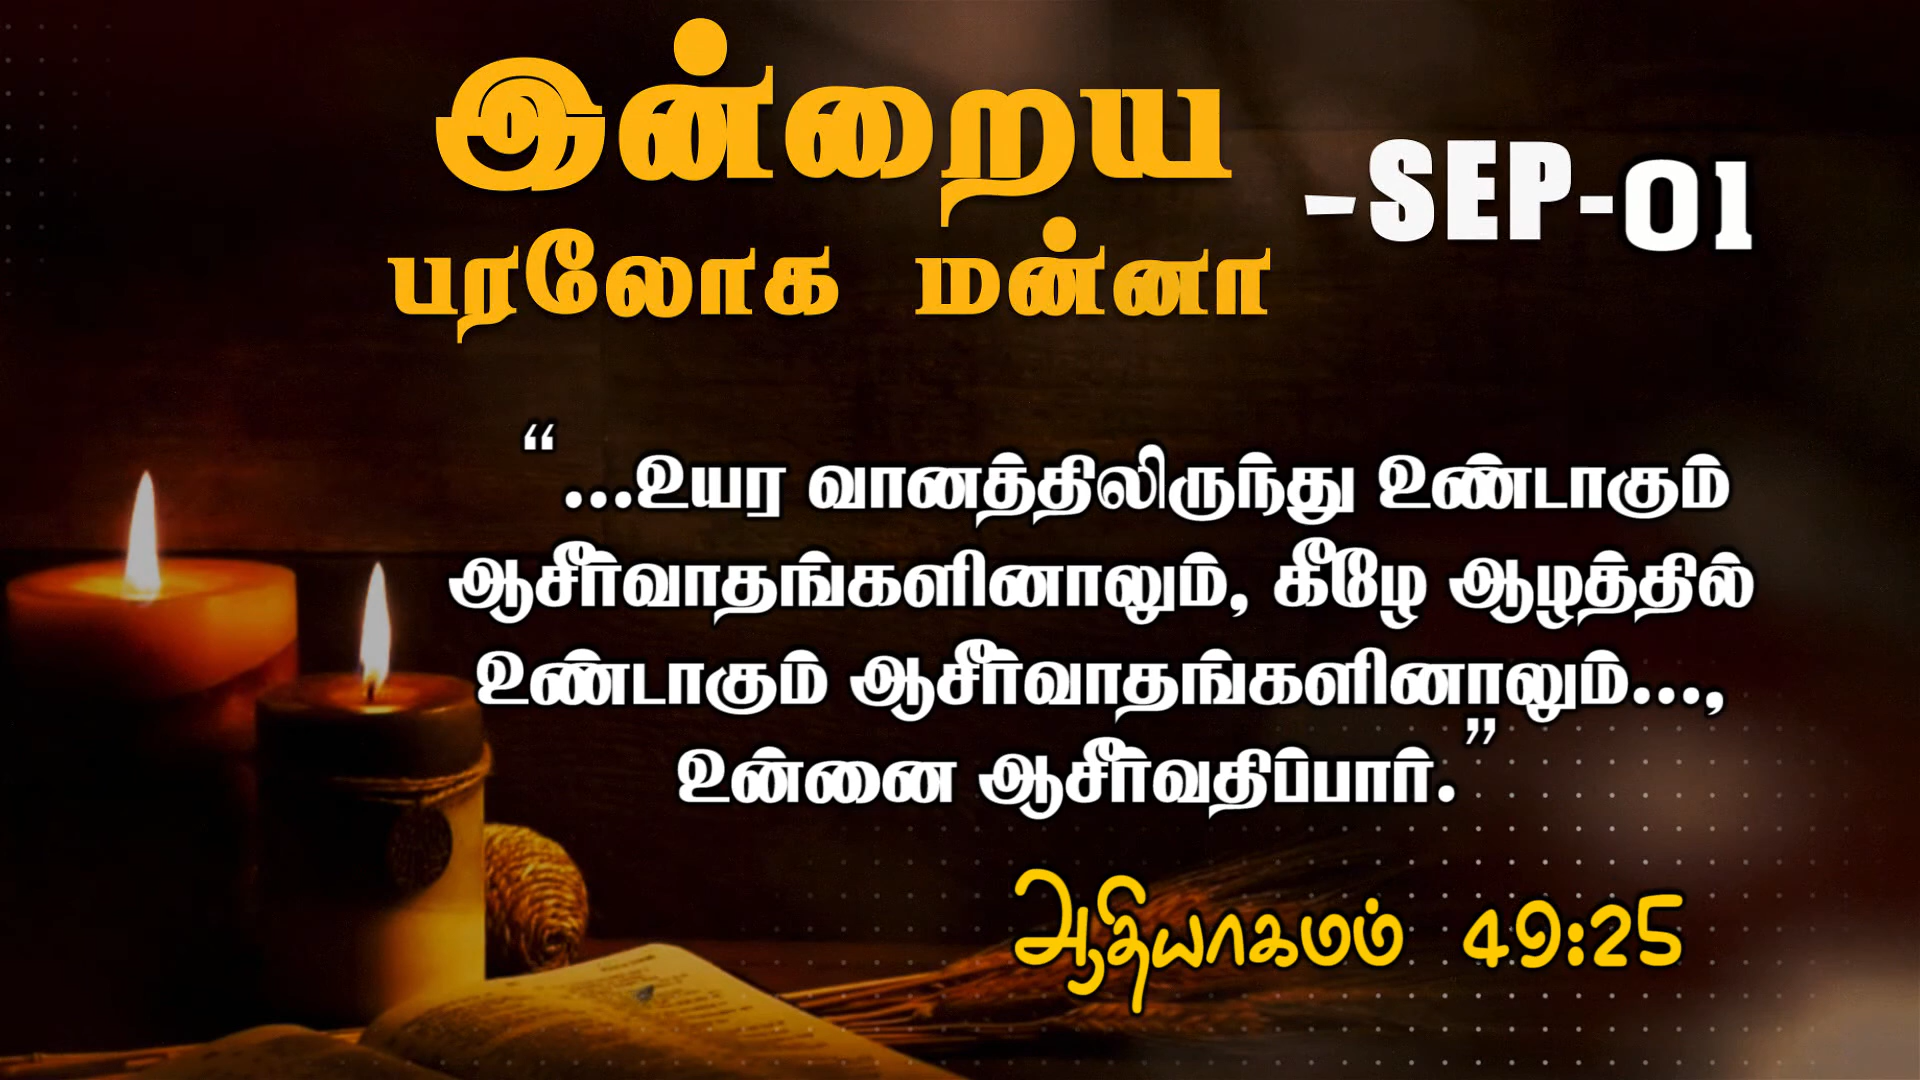 இன்றைய
பரலோக மன்னா
-SEP-01
“...உயர வானத்திலிருந்து உண்டாகும்
ஆசீர்வாதங்களினாலும், கீழே ஆழத்தில்
உண்டாகும் ஆசீர்வாதங்களினாலும்...,
உன்னை ஆசீர்வதிப்பார்.”
ஆதியாகமம் 49:25